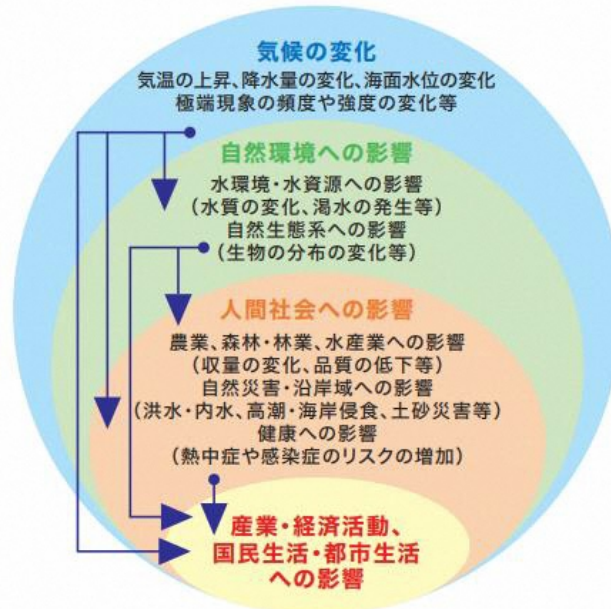 気候の変化
気温の上昇、降水量の変化、海面水位の変化
極端現象の頻度や強度の変化等
自然環境への影響
水環境・水資源への影響
(水質の変化、渇水の発生等)
自然生態系への影響
(生物の分布の変化等)
人間社会への影響
農業、森林・林業、水産業への影響
(収量の変化、品質の低下等)
自然災害・沿岸域への影響
(洪水・内水、高潮・海岸侵食、土砂災害等)
健康への影響
(熱中症や感染症のリスクの増加)
産業・経済活動、
国民生活・都市生活
への影響